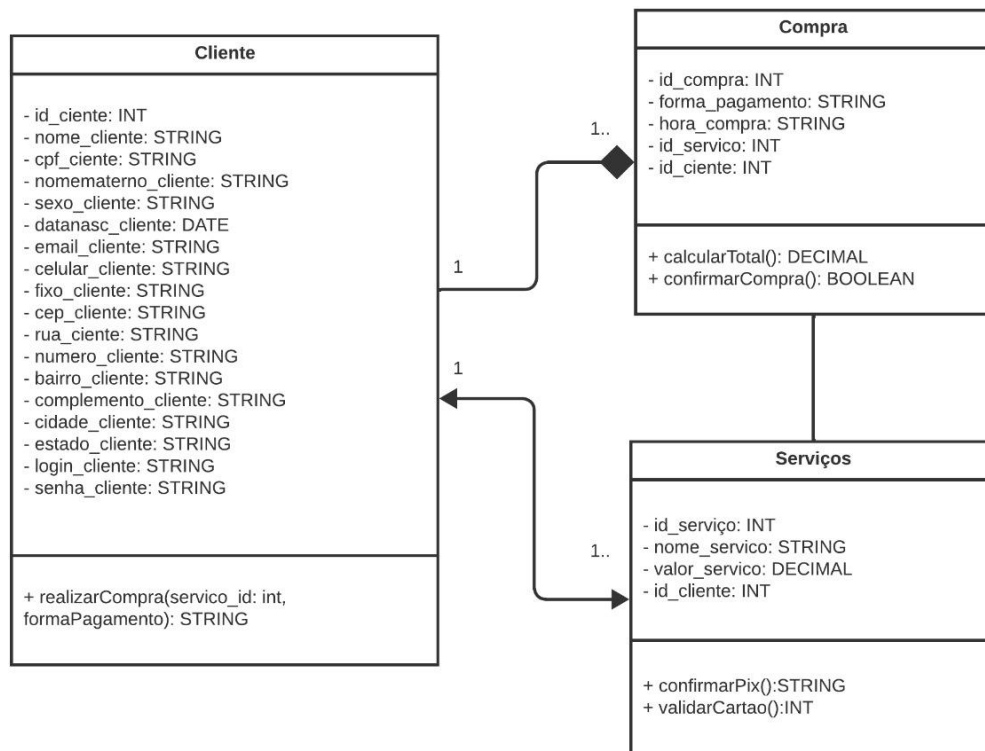 Cliente
- id_ciente: INT
- nome_cliente: STRING
- cpf_ciente: STRING
- nomematerno_cliente: STRING
- sexo_cliente: STRING
- datanasc_cliente: DATE
- email_cliente: STRING
- celular_cliente: STRING
- fixo_cliente: STRING
- cep_cliente: STRING
- rua_ciente: STRING
- numero_cliente: STRING
- bairro_cliente: STRING
- complemento_cliente: STRING
- cidade_cliente: STRING
- estado_cliente: STRING
- login_cliente: STRING
- senha_cliente: STRING
+ realizarCompra(servico_id: int,
formaPagamento): STRING
1
1..
1
1..
Compra
- id_compra: INT
- forma_pagamento: STRING
- hora_compra: STRING
- id_servico: INT
- id_ciente: INT
+ calcularTotal(): DECIMAL
+ confirmarCompra(): BOOLEAN
Serviços
- id_serviço: INT
- nome_servico: STRING
- valor_servico: DECIMAL
- id_cliente: INT
+ confirmarPix():STRING
+ validarCartao():INT